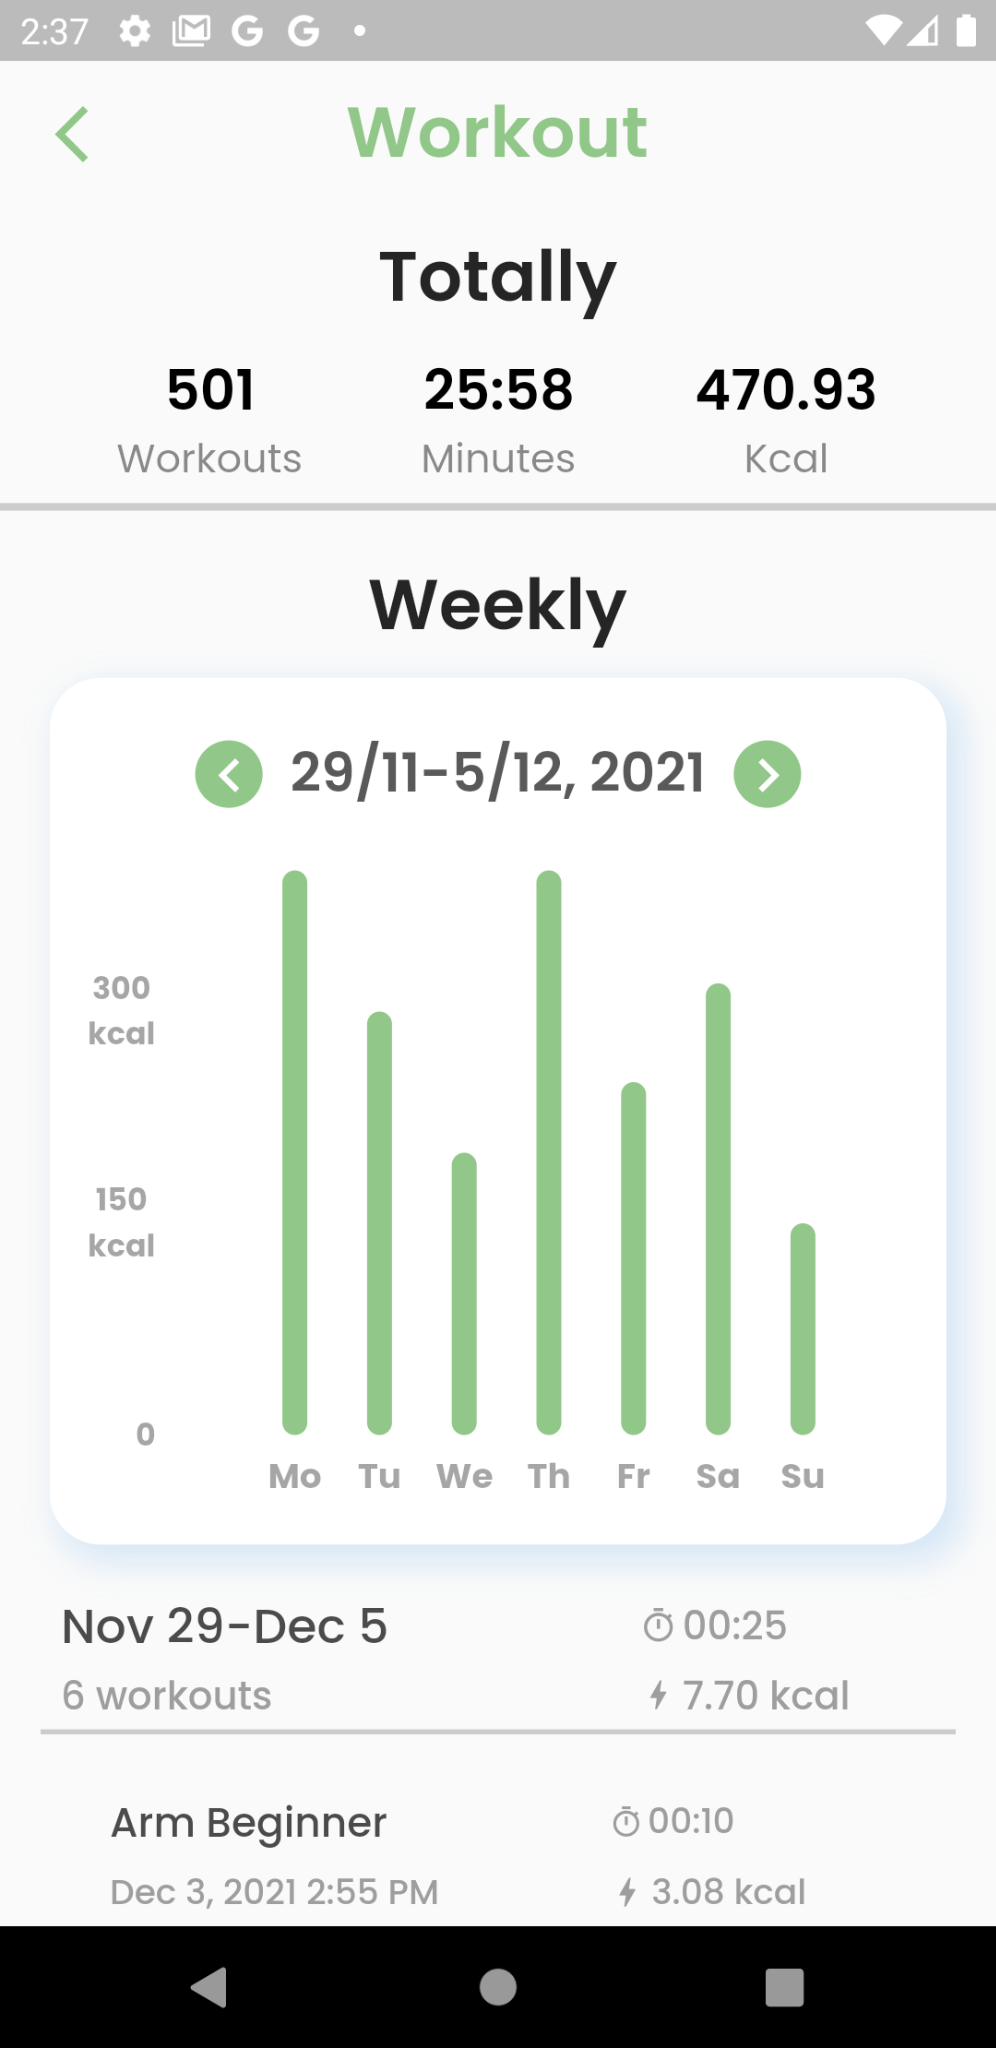 2:37
Workout
Totally
501 25:58 470.93
Workouts Minutes Kcal
Weekly
29/11-5/12, 2021
300
kcal
150
kcal
0
Mo Tu We Th Fr Sa Su
Nov 29-Dec 5 00:25
6 workouts 7.70 kcal
Arm Beginner 00:10
Dec 3, 2021 2:55 PM 3.08 kcal